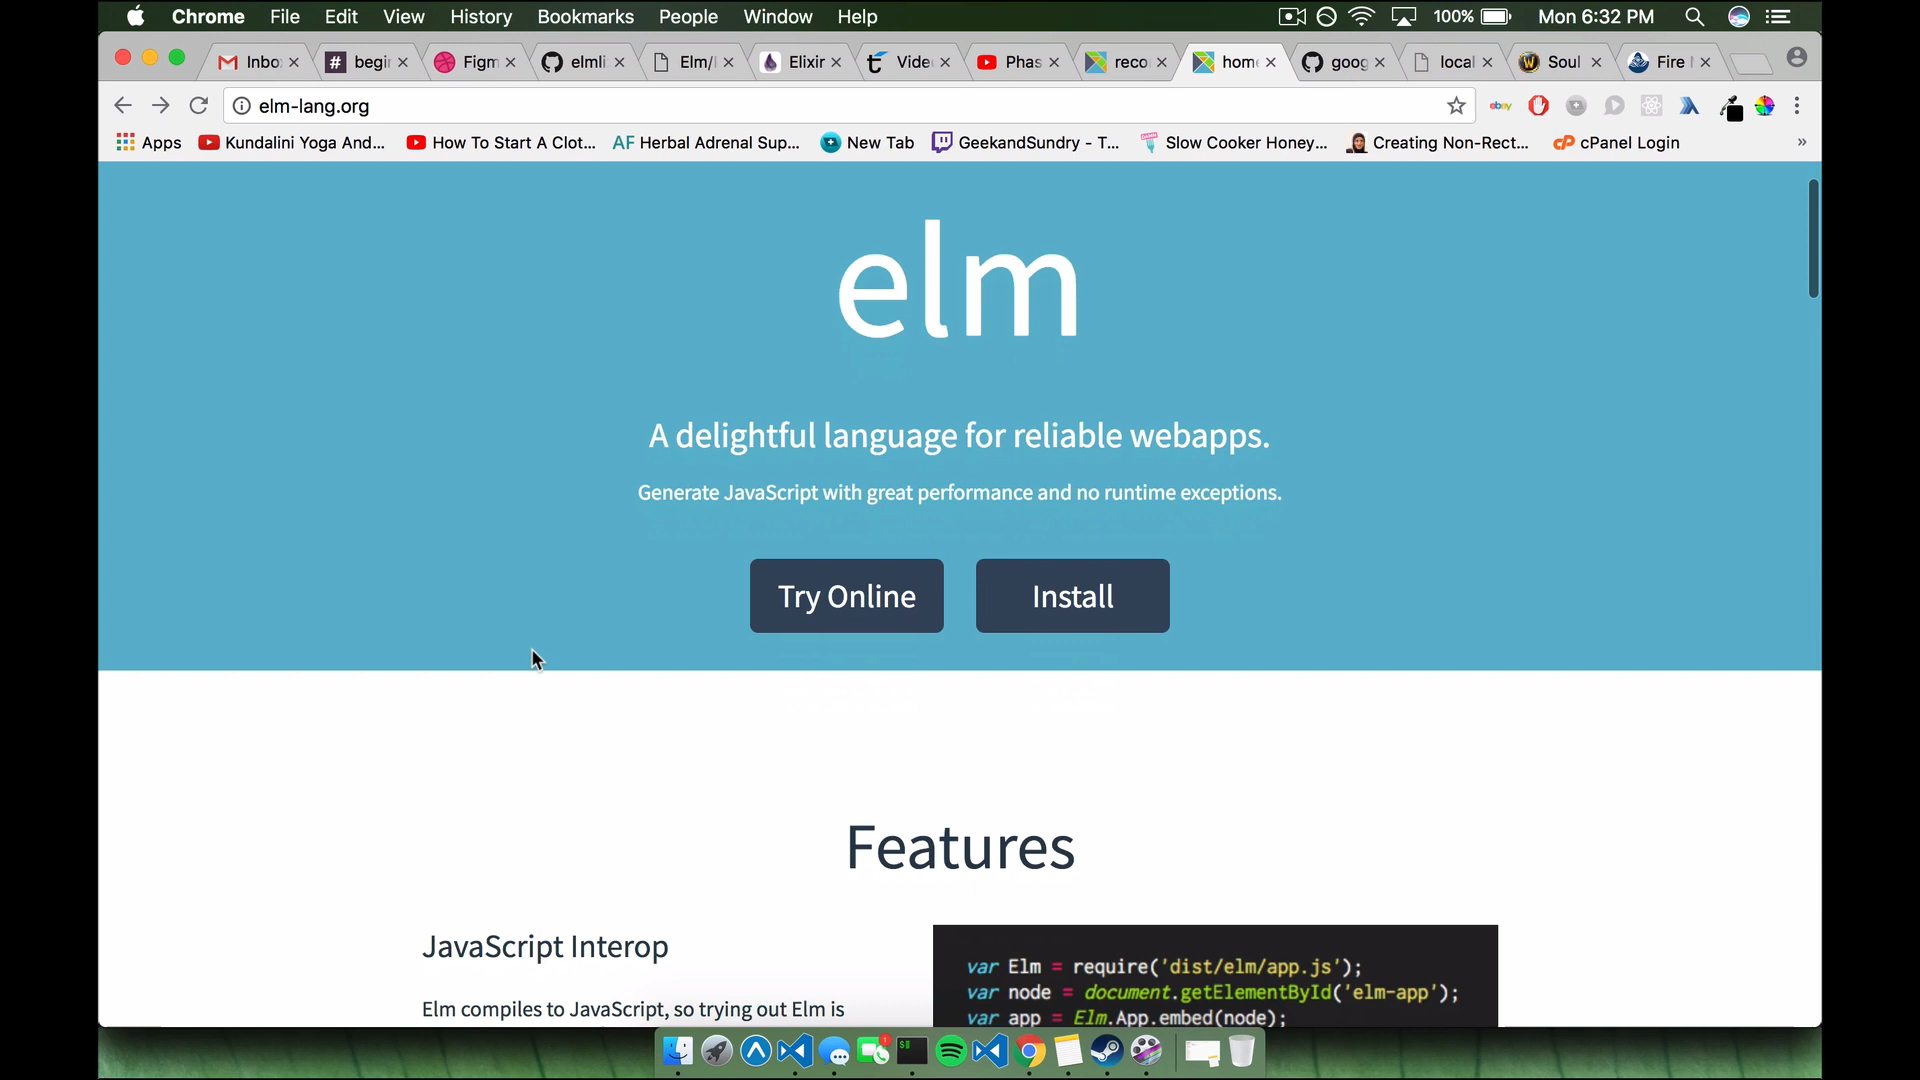 Chrome File Edit View History Bookmarks People Window Help 100% Mon 6:32 PM
Inbo # begir Figm elmli Elm/ Elixir Vide Phas reco hom goog local Soul Fire
elm-lang.org ebay
Apps Kundalini Yoga And... How To Start A Clot... AF Herbal Adrenal Sup... New Tab GeekandSundry - T... Slow Cooker Honey... Creating Non-Rect... cP cPanel Login »
elm
A delightful language for reliable webapps.
Generate JavaScript with great performance and no runtime exceptions.
Try Online Install
Features
JavaScript Interop
Elm compiles to JavaScript, so trying out Elm is
var Elm = require('dist/elm/app.js');
var node = document.getElementById('elm-app');
var app = Elm.App.embed(node);
1